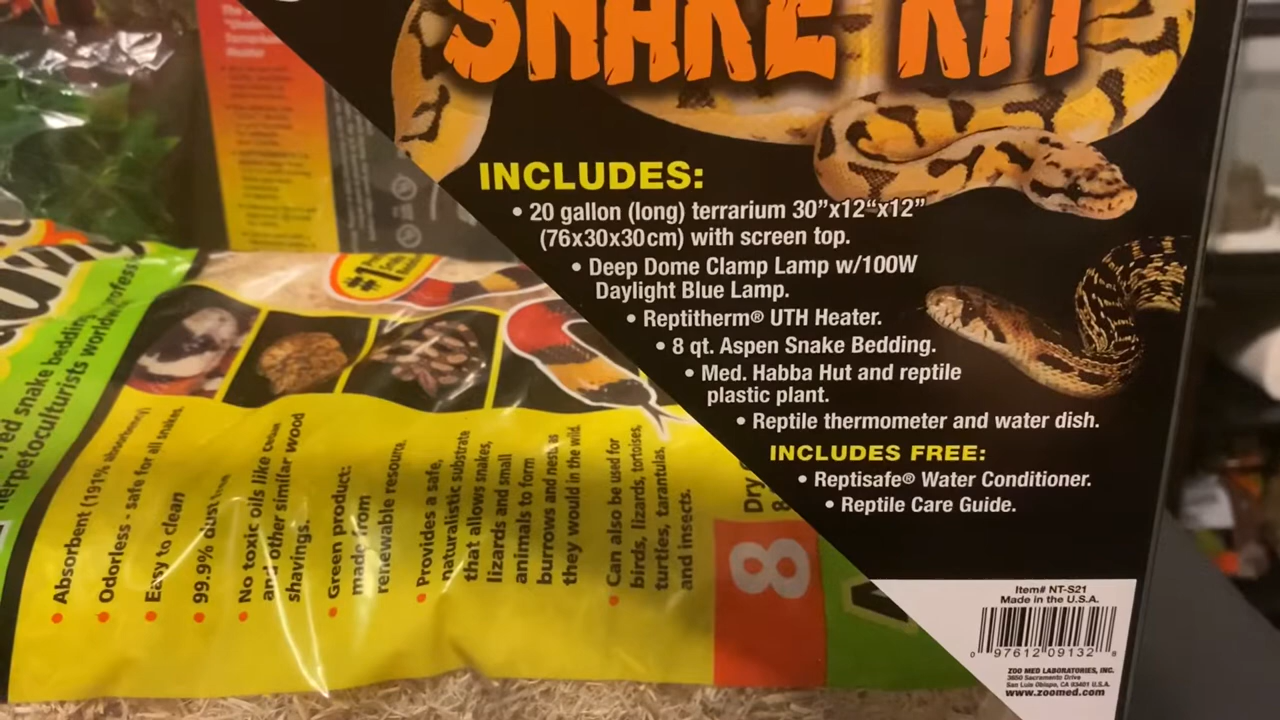 SNAKE KIT
INCLUDES:
• 20 gallon (long) terrarium 30”x12“x12”
(76x30x30cm) with screen top.
• Deep Dome Clamp Lamp w/100W
Daylight Blue Lamp.
• Reptitherm® UTH Heater.
• 8 qt. Aspen Snake Bedding.
• Med. Habba Hut and reptile
plastic plant.
• Reptile thermometer and water dish.
INCLUDES FREE:
• Reptisafe® Water Conditioner.
• Reptile Care Guide.
Item# NT-S21
Made in the U.S.A.
0 97612 09132 8
ZOO MED LABORATORIES, INC.
3650 Sacramento Drive
San Luis Obispo, CA 93401 U.S.A.
www.zoomed.com
#1
snake bedding
herpetoculturists
• Absorbent (191% absorbency)
• Odorless - safe for all snakes.
• Easy to clean
• 99.9% dust free
• No toxic oils like cedar
and other similar wood
shavings.
• Green product:
made from
renewable resource.
• Provides a safe,
naturalistic substrate
that allows snakes,
lizards and small
animals to form
burrows and nests as
they would in the wild.
• Can also be used for
birds, lizards, tortoises,
turtles, tarantulas,
and insects.
Dry
8
8